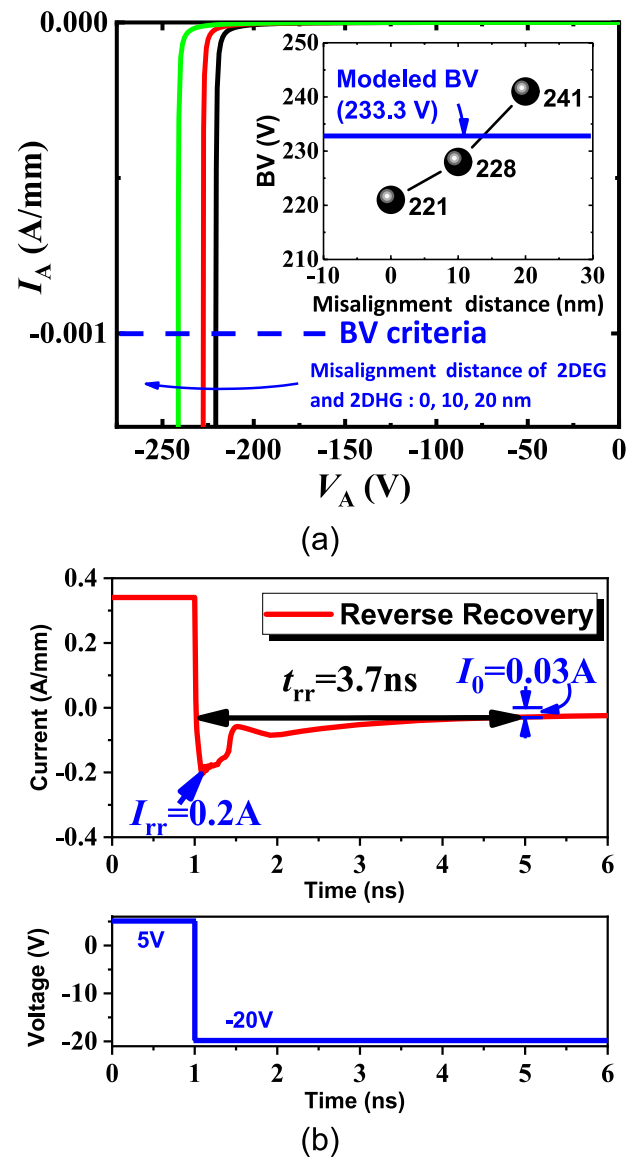 0.000
-0.001
I_A (A/mm)
250
240
230
220
210
BV (V)
Modeled BV
(233.3 V)
241
228
221
-10 0 10 20 30
Misalignment distance (nm)
BV criteria
Misalignment distance of 2DEG
and 2DHG : 0, 10, 20 nm
-250 -200 -150 -100 -50 0
V_A (V)
(a)
0.4
0.2
0.0
-0.2
-0.4
Current (A/mm)
Reverse Recovery
t_rr=3.7ns
I_0=0.03A
I_rr=0.2A
0 1 2 3 4 5 6
Time (ns)
0
-10
-20
Voltage (V)
5V
-20V
0 1 2 3 4 5 6
Time (ns)
(b)